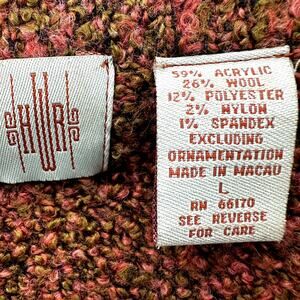 HWR
59% ACRYLIC
26% WOOL
12% POLYESTER
2% NYLON
1% SPANDEX
EXCLUDING
ORNAMENTATION
MADE IN MACAU
L
RN 66170
SEE REVERSE
FOR CARE